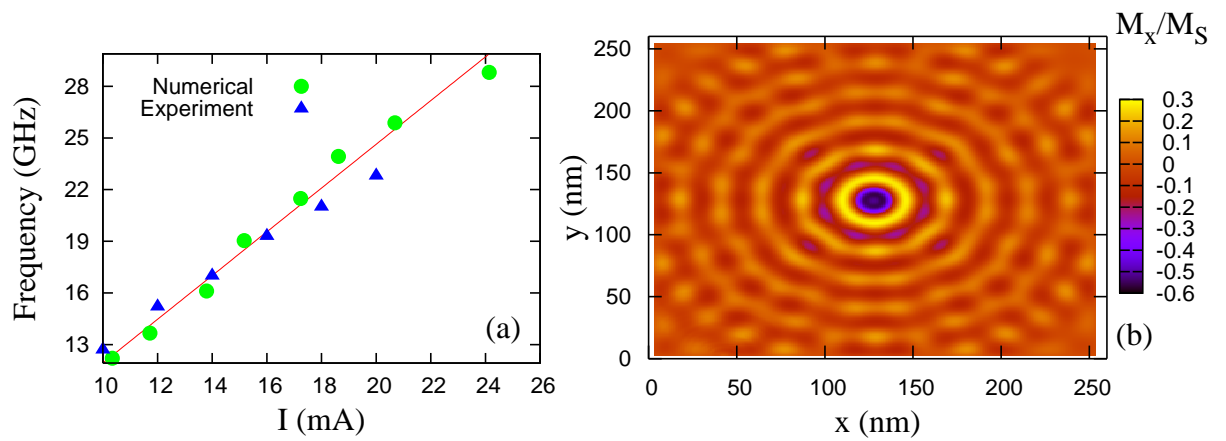 Frequency (GHz)
28
25
22
19
16
13
Numerical
Experiment
(a)
10 12 14 16 18 20 22 24 26
I (mA)
y (nm)
250
200
150
100
50
0
0 50 100 150 200 250
x (nm)
(b)
M_x/M_S
0.3
0.2
0.1
0
-0.1
-0.2
-0.3
-0.4
-0.5
-0.6